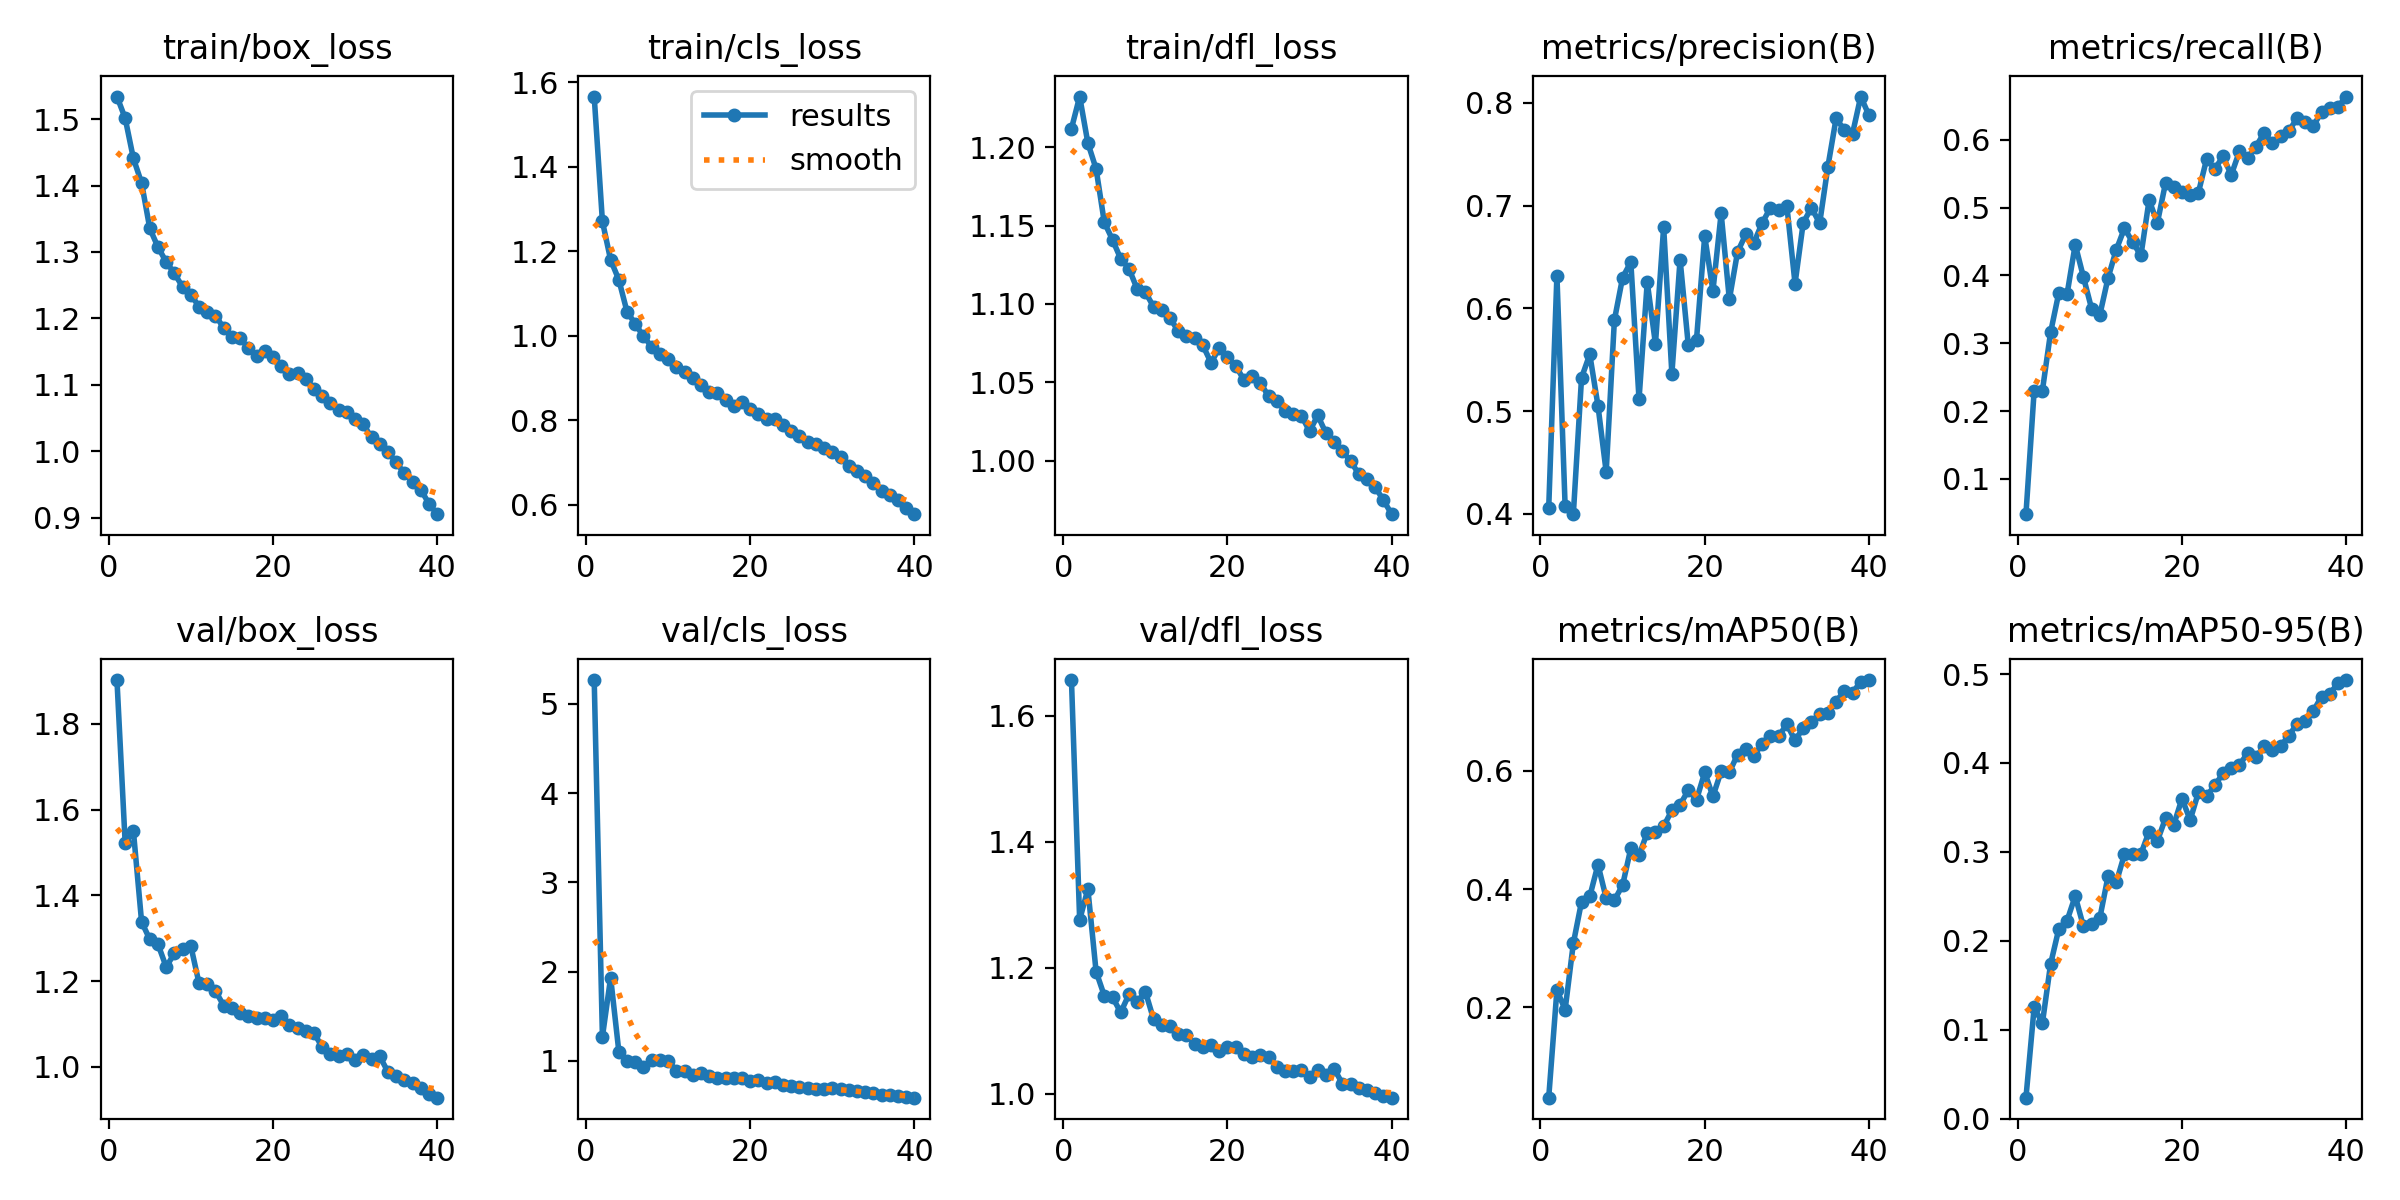 train/box_loss
1.5
1.4
1.3
1.2
1.1
1.0
0.9
0 20 40
train/cls_loss
results
smooth
1.6
1.4
1.2
1.0
0.8
0.6
0 20 40
train/dfl_loss
1.20
1.15
1.10
1.05
1.00
0 20 40
metrics/precision(B)
0.8
0.7
0.6
0.5
0.4
0 20 40
metrics/recall(B)
0.6
0.5
0.4
0.3
0.2
0.1
0 20 40
val/box_loss
1.8
1.6
1.4
1.2
1.0
0 20 40
val/cls_loss
5
4
3
2
1
0 20 40
val/dfl_loss
1.6
1.4
1.2
1.0
0 20 40
metrics/mAP50(B)
0.6
0.4
0.2
0 20 40
metrics/mAP50-95(B)
0.5
0.4
0.3
0.2
0.1
0.0
0 20 40